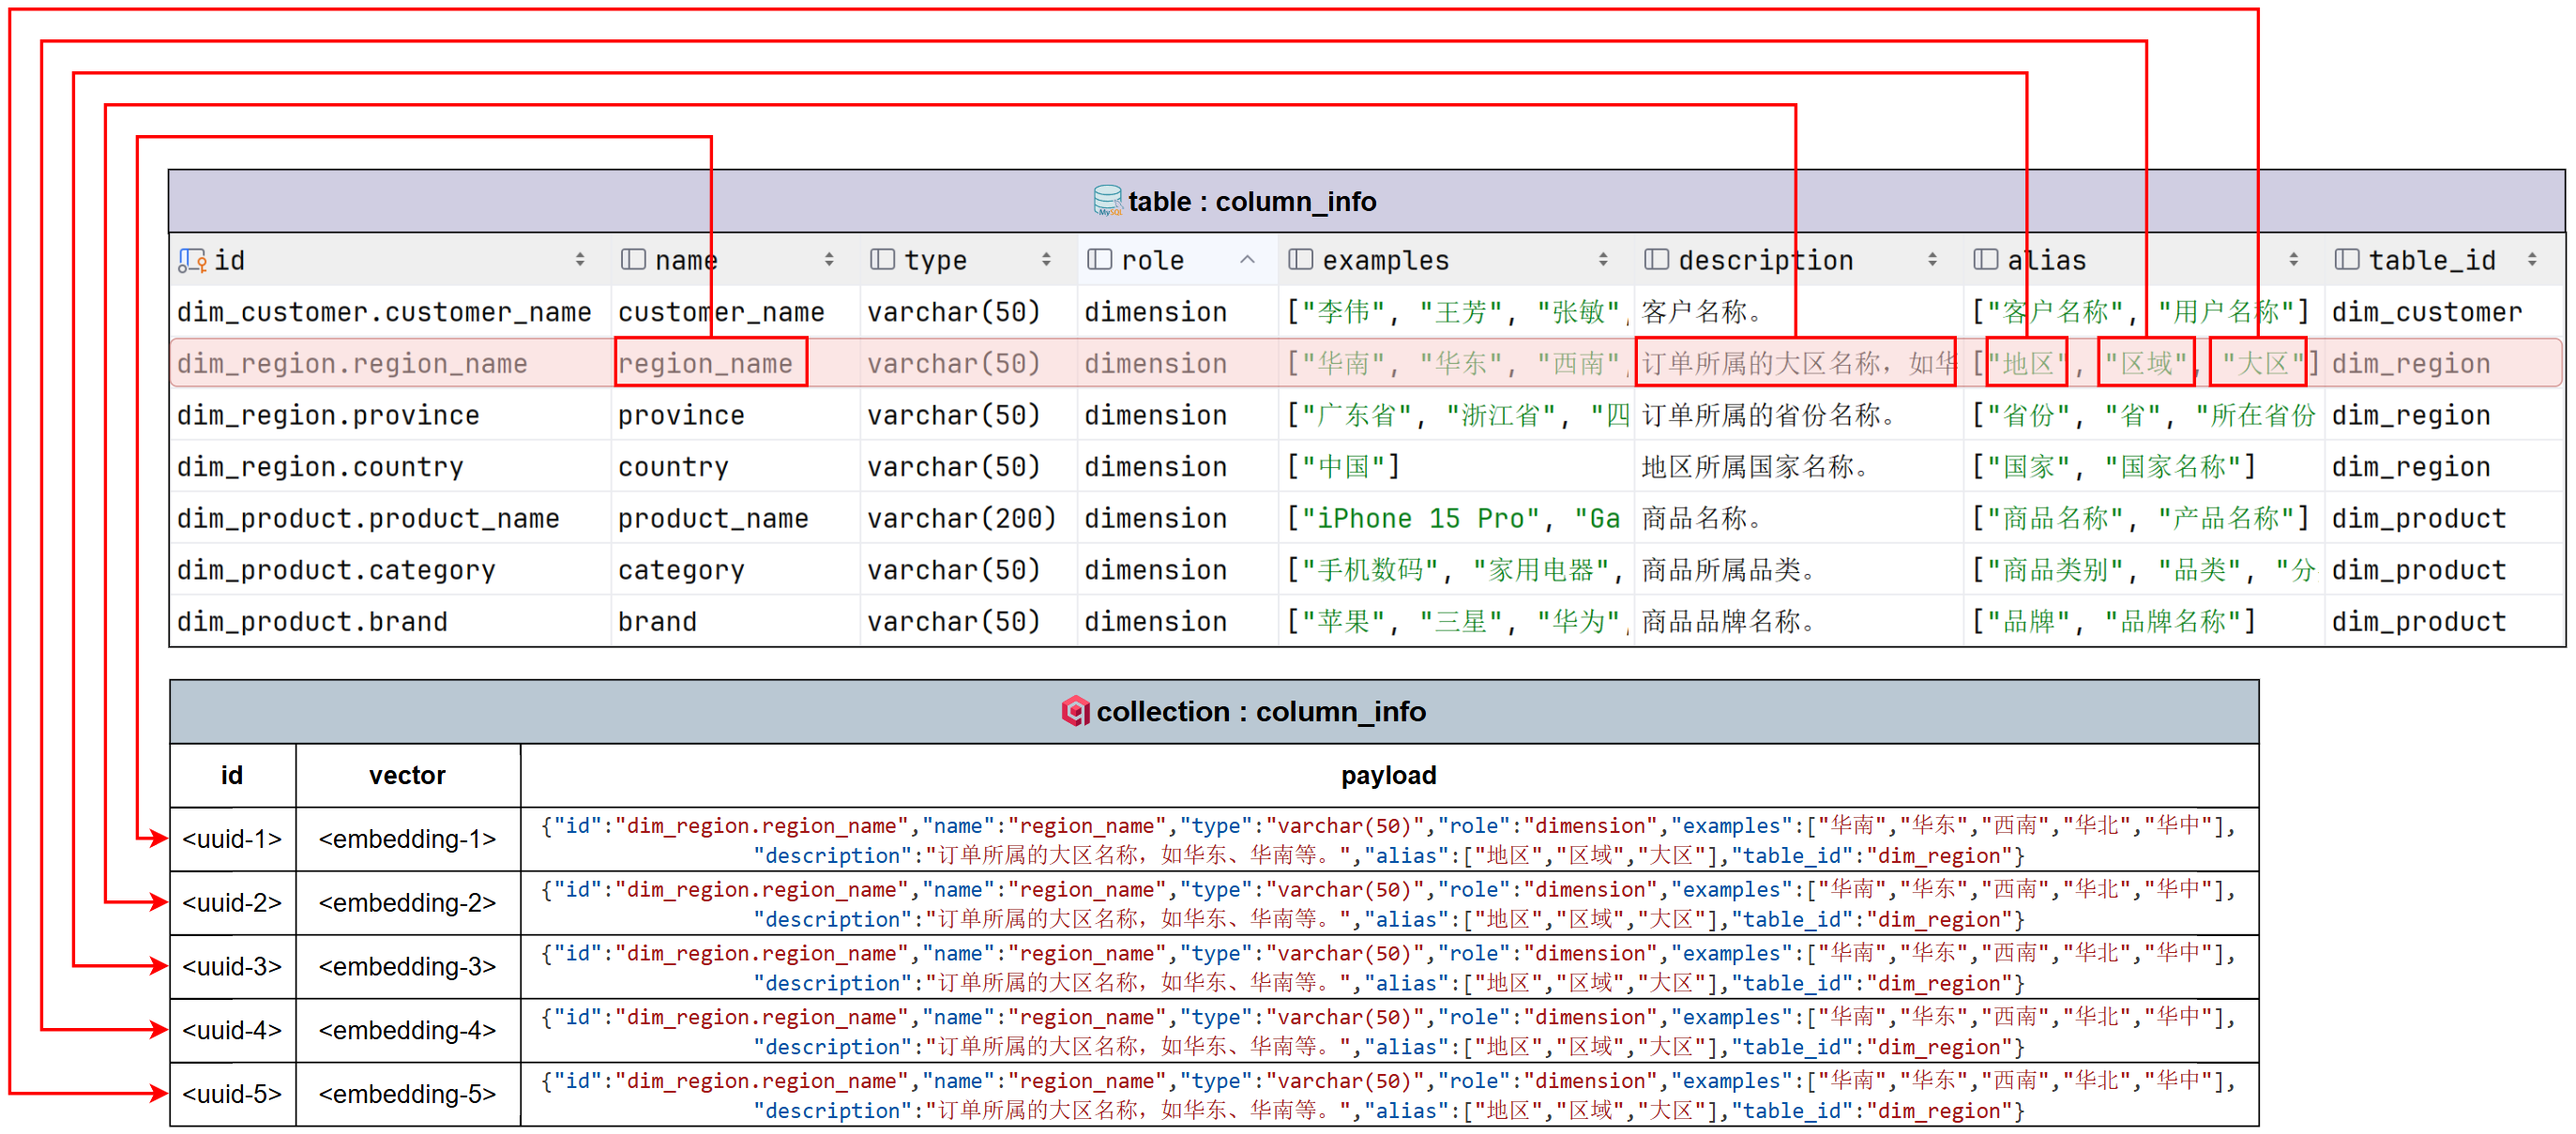 table : column_info
id name type role examples description alias table_id
dim_customer.customer_name customer_name varchar(50) dimension ["李伟", "王芳", "张敏", 客户名称。 ["客户名称", "用户名称"] dim_customer
dim_region.region_name region_name varchar(50) dimension ["华南", "华东", "西南", 订单所属的大区名称，如华 ["地区", "区域", "大区"] dim_region
dim_region.province province varchar(50) dimension ["广东省", "浙江省", "四 订单所属的省份名称。 ["省份", "省", "所在省份 dim_region
dim_region.country country varchar(50) dimension ["中国"] 地区所属国家名称。 ["国家", "国家名称"] dim_region
dim_product.product_name product_name varchar(200) dimension ["iPhone 15 Pro", "Ga 商品名称。 ["商品名称", "产品名称"] dim_product
dim_product.category category varchar(50) dimension ["手机数码", "家用电器", 商品所属品类。 ["商品类别", "品类", "分 dim_product
dim_product.brand brand varchar(50) dimension ["苹果", "三星", "华为", 商品品牌名称。 ["品牌", "品牌名称"] dim_product
collection : column_info
id vector payload
<uuid-1> <embedding-1> {"id":"dim_region.region_name","name":"region_name","type":"varchar(50)","role":"dimension","examples":["华南","华东","西南","华北","华中"],
"description":"订单所属的大区名称，如华东、华南等。","alias":["地区","区域","大区"],"table_id":"dim_region"}
<uuid-2> <embedding-2> {"id":"dim_region.region_name","name":"region_name","type":"varchar(50)","role":"dimension","examples":["华南","华东","西南","华北","华中"],
"description":"订单所属的大区名称，如华东、华南等。","alias":["地区","区域","大区"],"table_id":"dim_region"}
<uuid-3> <embedding-3> {"id":"dim_region.region_name","name":"region_name","type":"varchar(50)","role":"dimension","examples":["华南","华东","西南","华北","华中"],
"description":"订单所属的大区名称，如华东、华南等。","alias":["地区","区域","大区"],"table_id":"dim_region"}
<uuid-4> <embedding-4> {"id":"dim_region.region_name","name":"region_name","type":"varchar(50)","role":"dimension","examples":["华南","华东","西南","华北","华中"],
"description":"订单所属的大区名称，如华东、华南等。","alias":["地区","区域","大区"],"table_id":"dim_region"}
<uuid-5> <embedding-5> {"id":"dim_region.region_name","name":"region_name","type":"varchar(50)","role":"dimension","examples":["华南","华东","西南","华北","华中"],
"description":"订单所属的大区名称，如华东、华南等。","alias":["地区","区域","大区"],"table_id":"dim_region"}